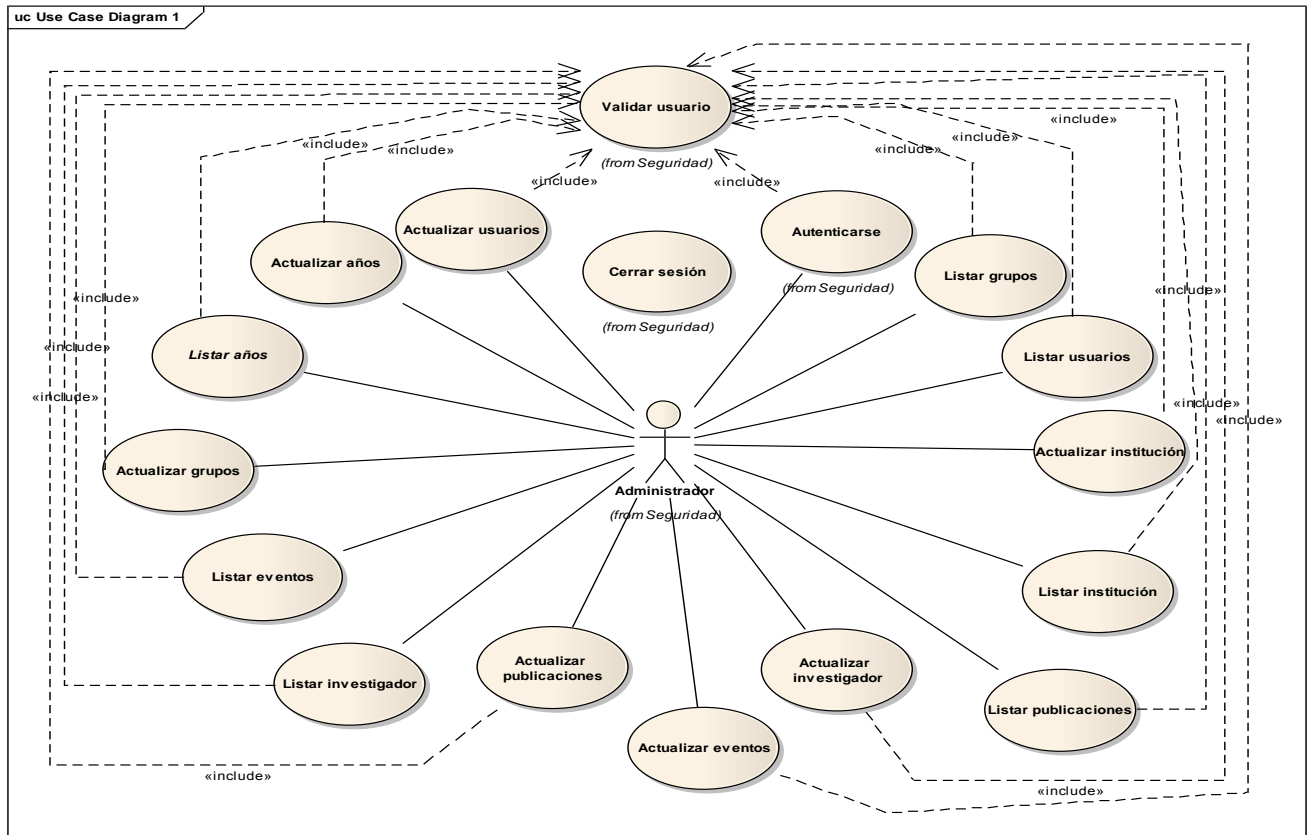 uc Use Case Diagram 1
Validar usuario
(from Seguridad)
«include»
«include»
«include»
«include»
«include»
«include»
«include»
Actualizar usuarios
Autenticarse
(from Seguridad)
Actualizar años
Cerrar sesión
(from Seguridad)
Listar grupos
«include»
«include»
«include»
«include»
Listar años
Listar usuarios
«include»
«include»
«include»
Actualizar grupos
Actualizar institución
Administrador
(from Seguridad)
Listar eventos
Listar institución
Listar investigador
Actualizar
publicaciones
Actualizar
investigador
Listar publicaciones
Actualizar eventos
«include»
«include»